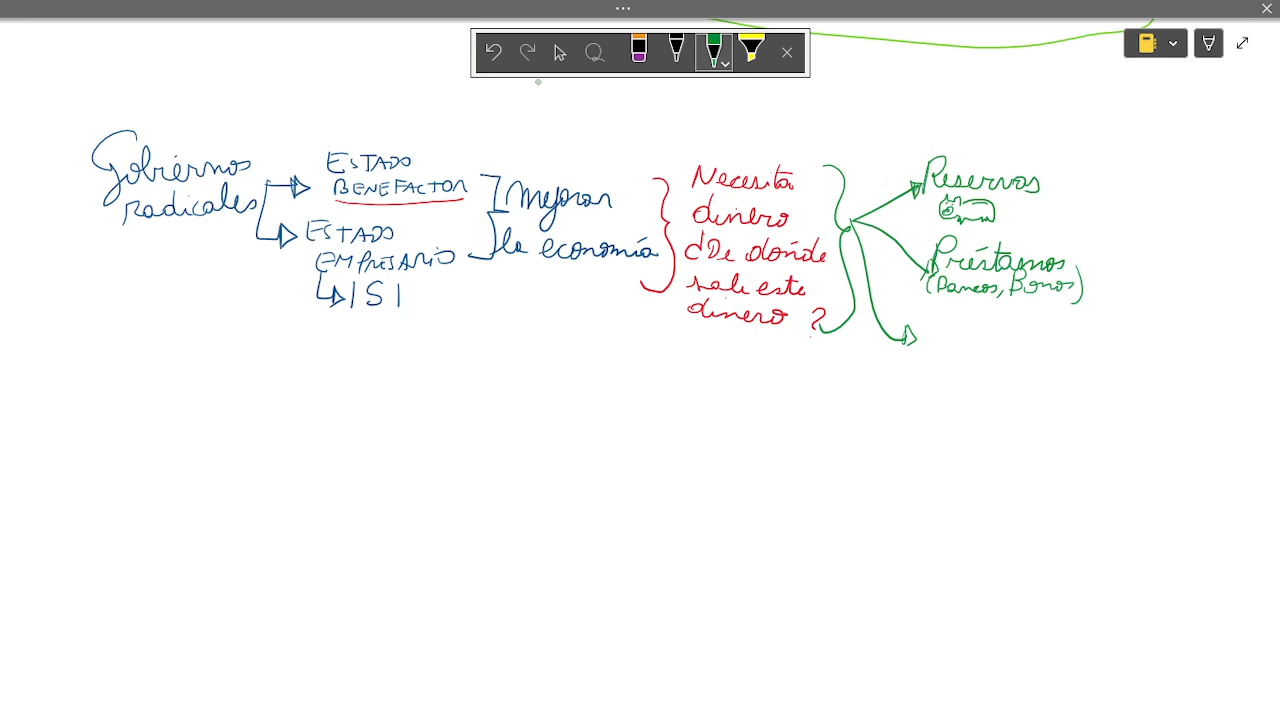 Gobiernos
radicales
ESTADO
BENEFACTOR
ESTADO
EMPRESARIO
ISI
Mejorar
la economía
Necesita
dinero
¿De donde
sale este
dinero ?
Reservas
Préstamos
(Bancos, Bonos)